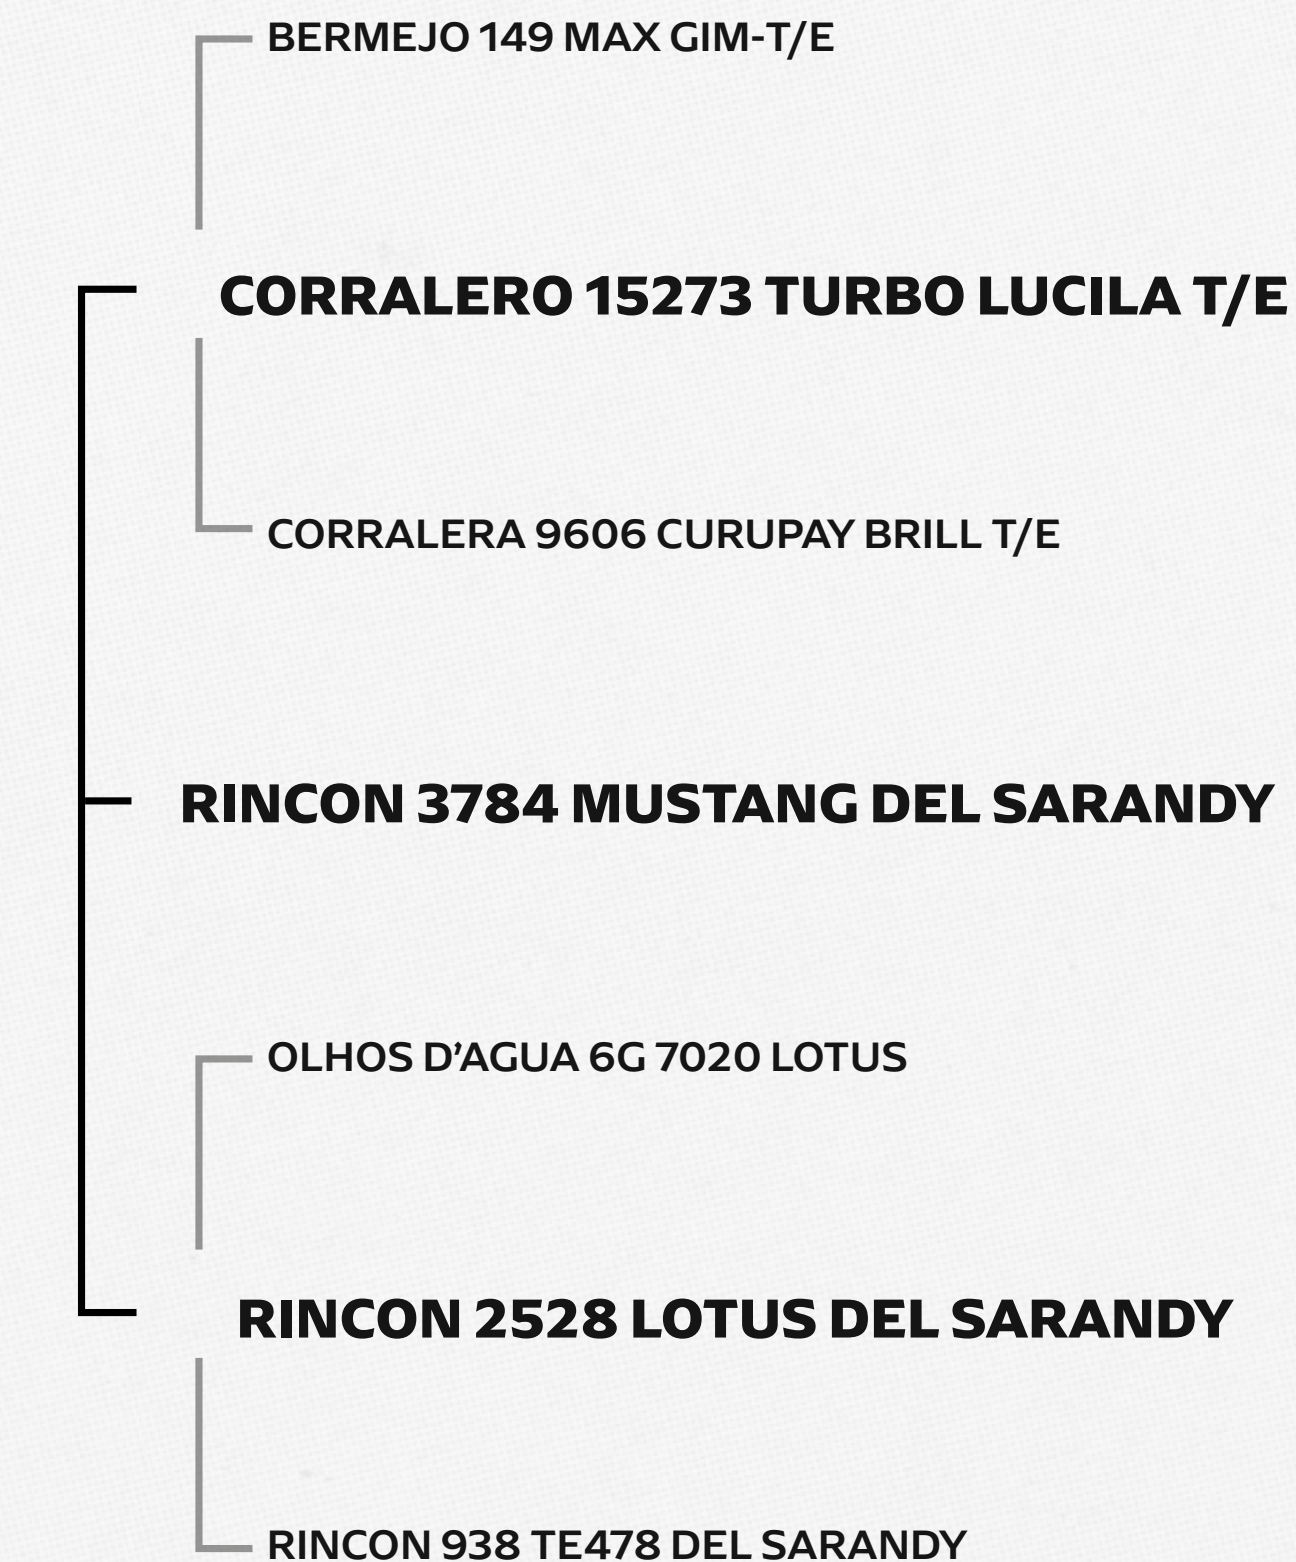 BERMEJO 149 MAX GIM-T/E
CORRALERO 15273 TURBO LUCILA T/E
CORRALERA 9606 CURUPAY BRILL T/E
RINCON 3784 MUSTANG DEL SARANDY
OLHOS D’AGUA 6G 7020 LOTUS
RINCON 2528 LOTUS DEL SARANDY
RINCON 938 TE478 DEL SARANDY